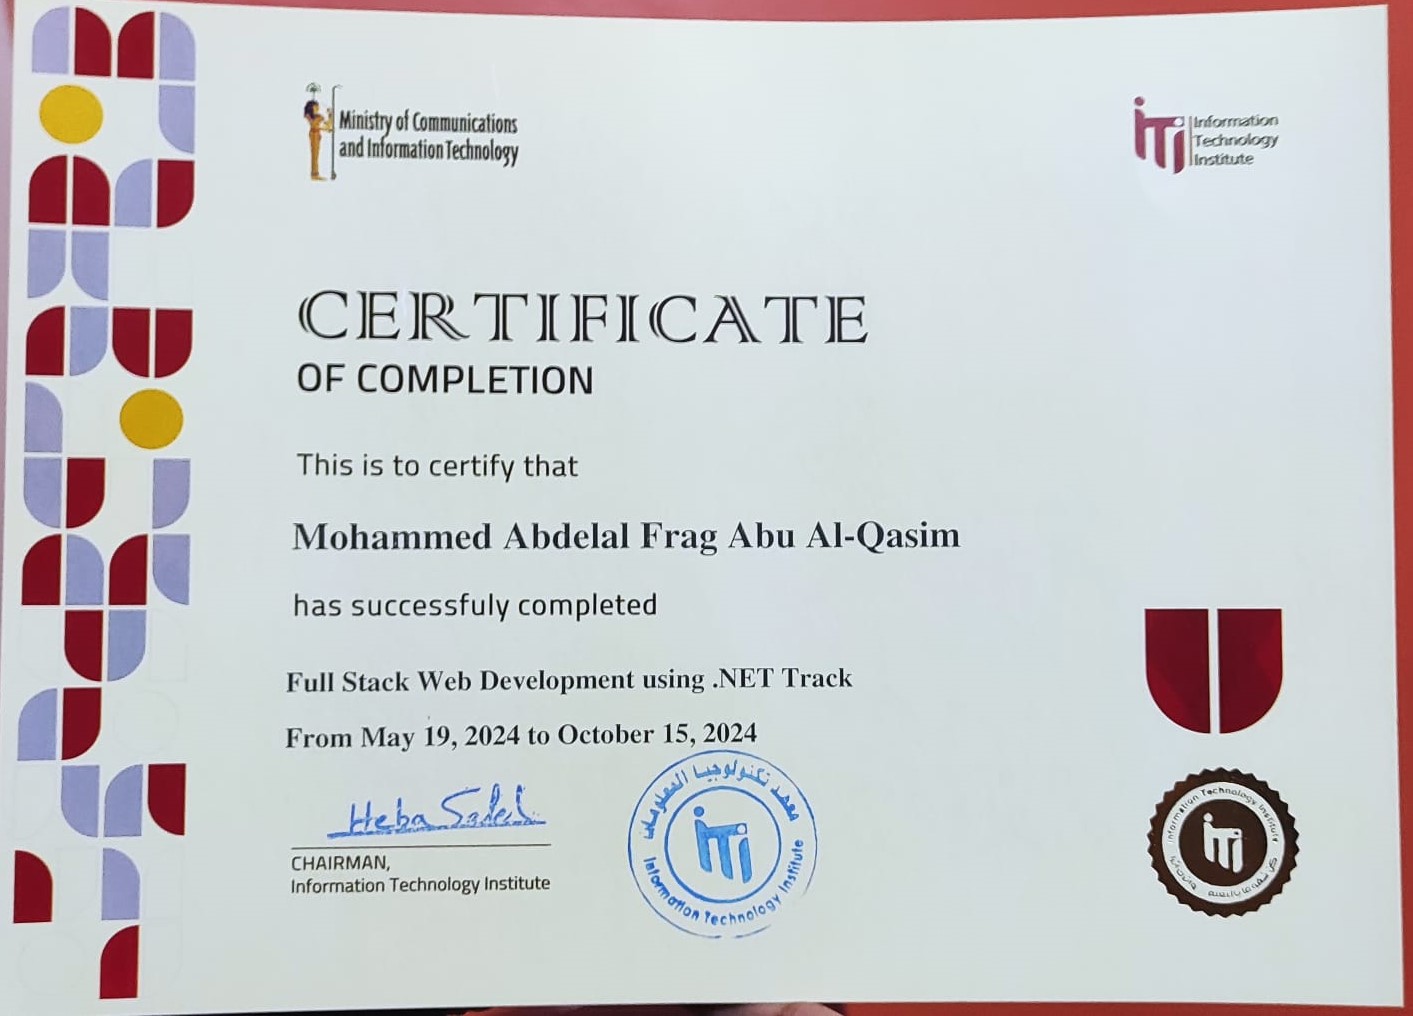 Ministry of Communications
and Information Technology
iTi
Information
Technology
Institute
CERTIFICATE
OF COMPLETION
This is to certify that
Mohammed Abdelal Frag Abu Al-Qasim
has successfuly completed
Full Stack Web Development using .NET Track
From May 19, 2024 to October 15, 2024
Heba Saleh
CHAIRMAN,
Information Technology Institute
معهد تكنولوجيا المعلومات
iTi
Information Technology Institute
Information Technology Institute
iTi